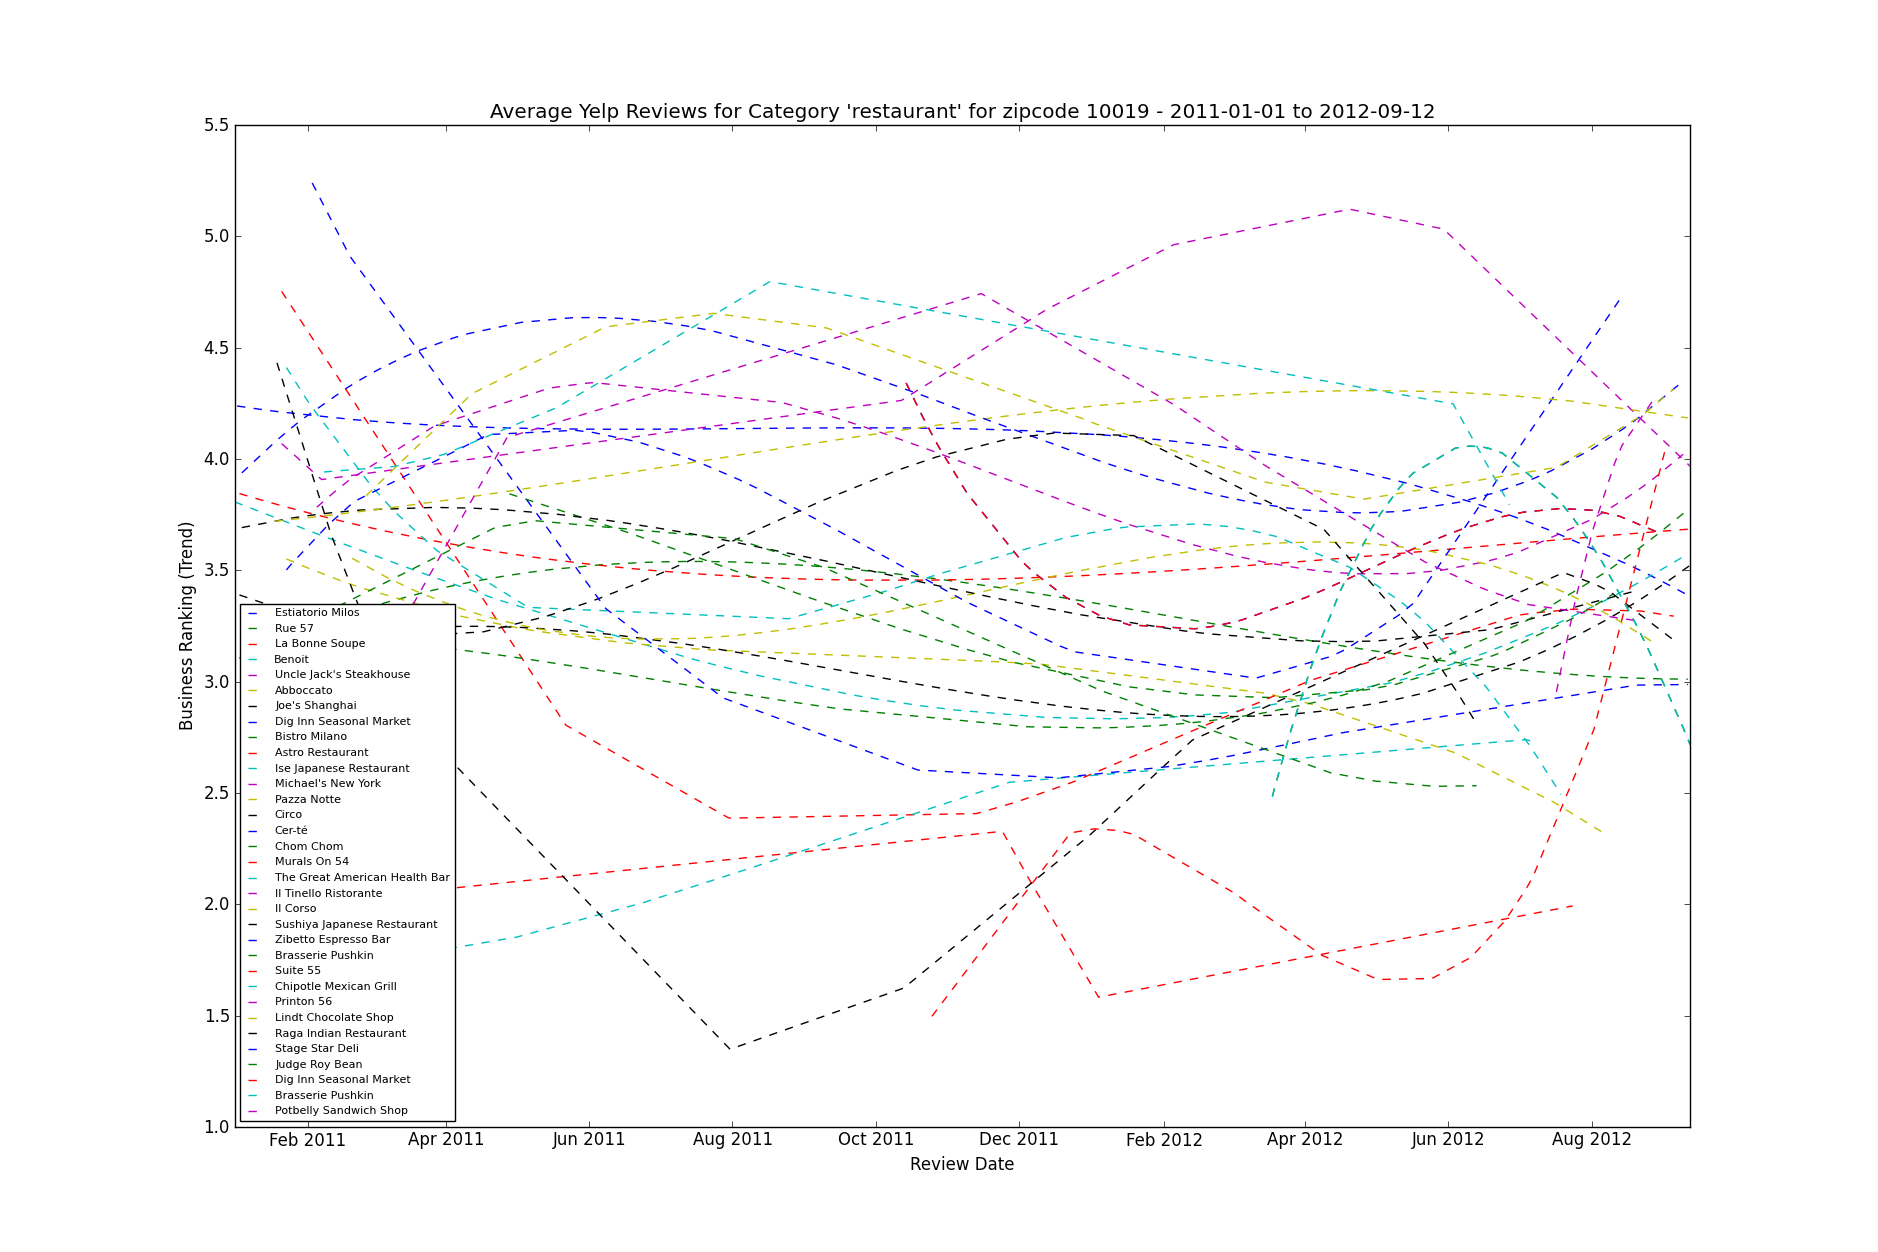 Average Yelp Reviews for Category 'restaurant' for zipcode 10019 - 2011-01-01 to 2012-09-12
5.5
5.0
4.5
4.0
3.5
3.0
2.5
2.0
1.5
1.0
Business Ranking (Trend)
Estiatorio Milos
Rue 57
La Bonne Soupe
Benoit
Uncle Jack's Steakhouse
Abboccato
Joe's Shanghai
Dig Inn Seasonal Market
Bistro Milano
Astro Restaurant
Ise Japanese Restaurant
Michael's New York
Pazza Notte
Circo
Cer-té
Chom Chom
Murals On 54
The Great American Health Bar
Il Tinello Ristorante
Il Corso
Sushiya Japanese Restaurant
Zibetto Espresso Bar
Brasserie Pushkin
Suite 55
Chipotle Mexican Grill
Printon 56
Lindt Chocolate Shop
Raga Indian Restaurant
Stage Star Deli
Judge Roy Bean
Dig Inn Seasonal Market
Brasserie Pushkin
Potbelly Sandwich Shop
Feb 2011 Apr 2011 Jun 2011 Aug 2011 Oct 2011 Dec 2011 Feb 2012 Apr 2012 Jun 2012 Aug 2012
Review Date